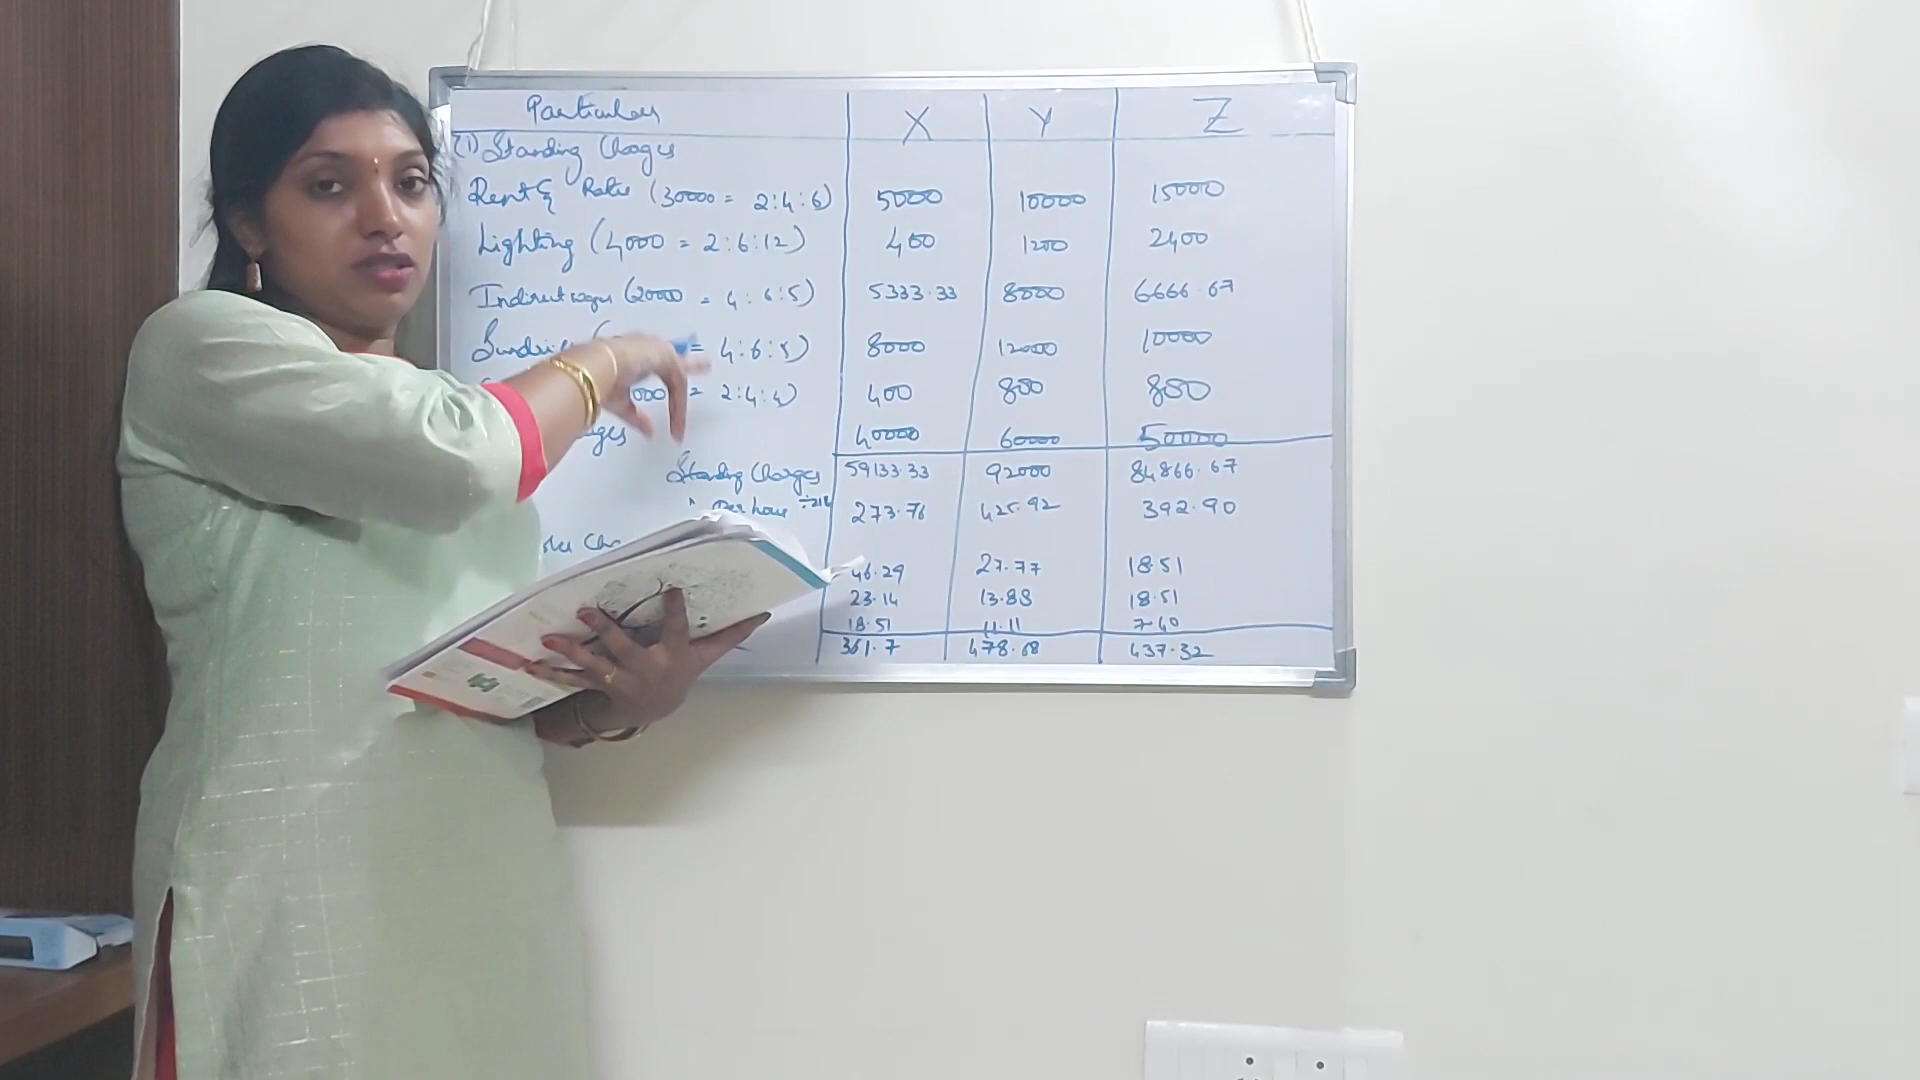 Particulars X Y Z
(1) Standing Charges
Rent & Rates (30000 = 2:4:6) 5000 10000 15000
Lighting (4000 = 2:6:12) 400 1200 2400
Indirect wages (20000 = 4:6:5) 5333.33 8000 6666.67
= 4:6:5) 8000 12000 10000
000 = 2:4:4) 400 800 800
40000 60000 50000
Standing Charges 59133.33 92000 84866.67
" Per hour 273.76 425.92 392.90
46.29 27.77 18.51
23.14 13.88 18.51
18.51 11.11 7.40
361.7 478.68 437.32